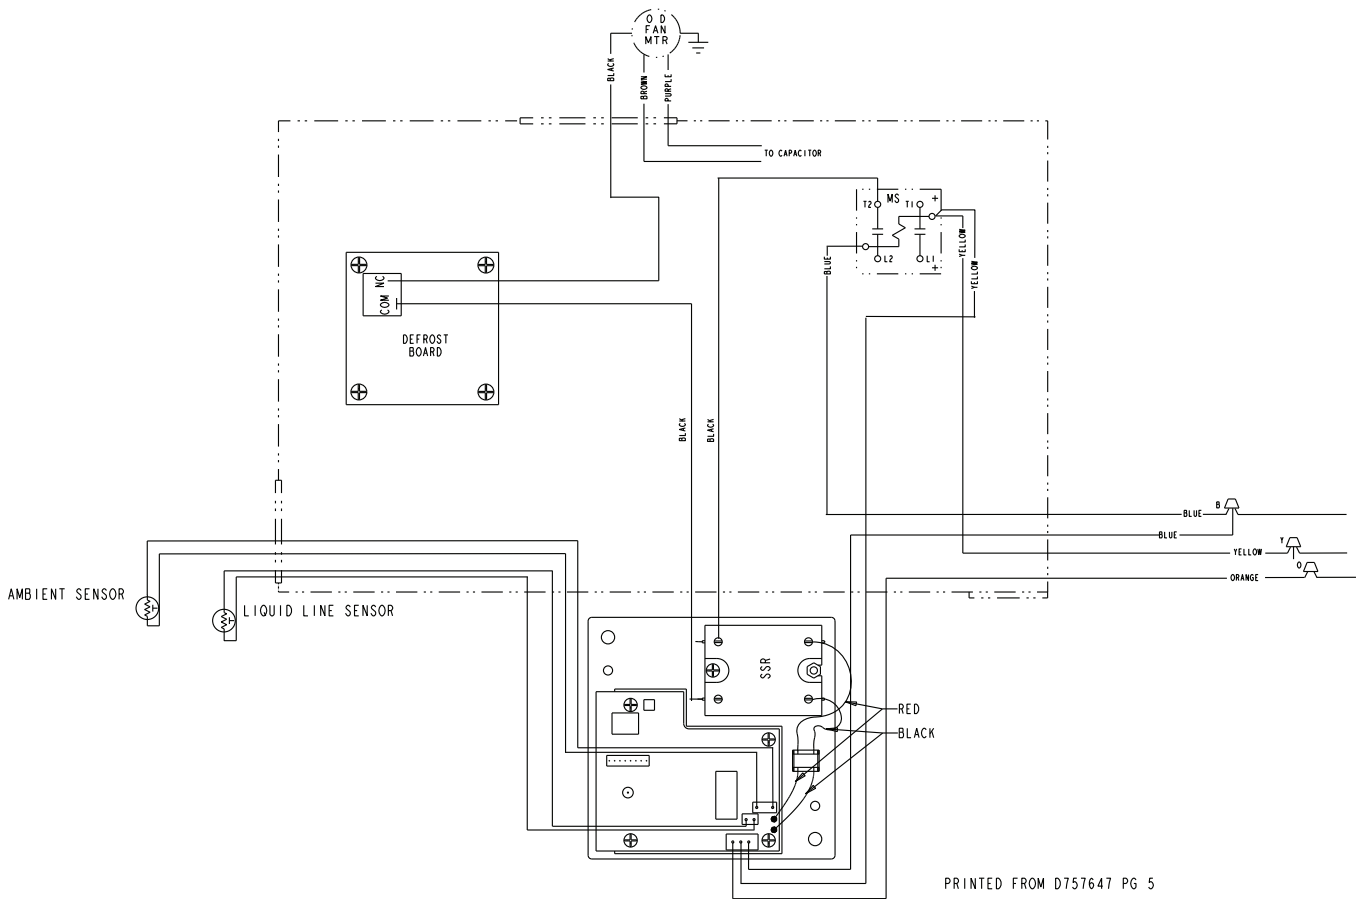 O D
FAN
MTR
BLACK
BROWN
PURPLE
TO CAPACITOR
MS
T2
T1
+
L2
L1
+
BLUE
YELLOW
YELLOW
NC
COM
DEFROST
BOARD
BLACK
BLACK
B
BLUE
BLUE
Y
YELLOW
O
ORANGE
AMBIENT SENSOR
LIQUID LINE SENSOR
SSR
RED
BLACK
PRINTED FROM D757647 PG 5